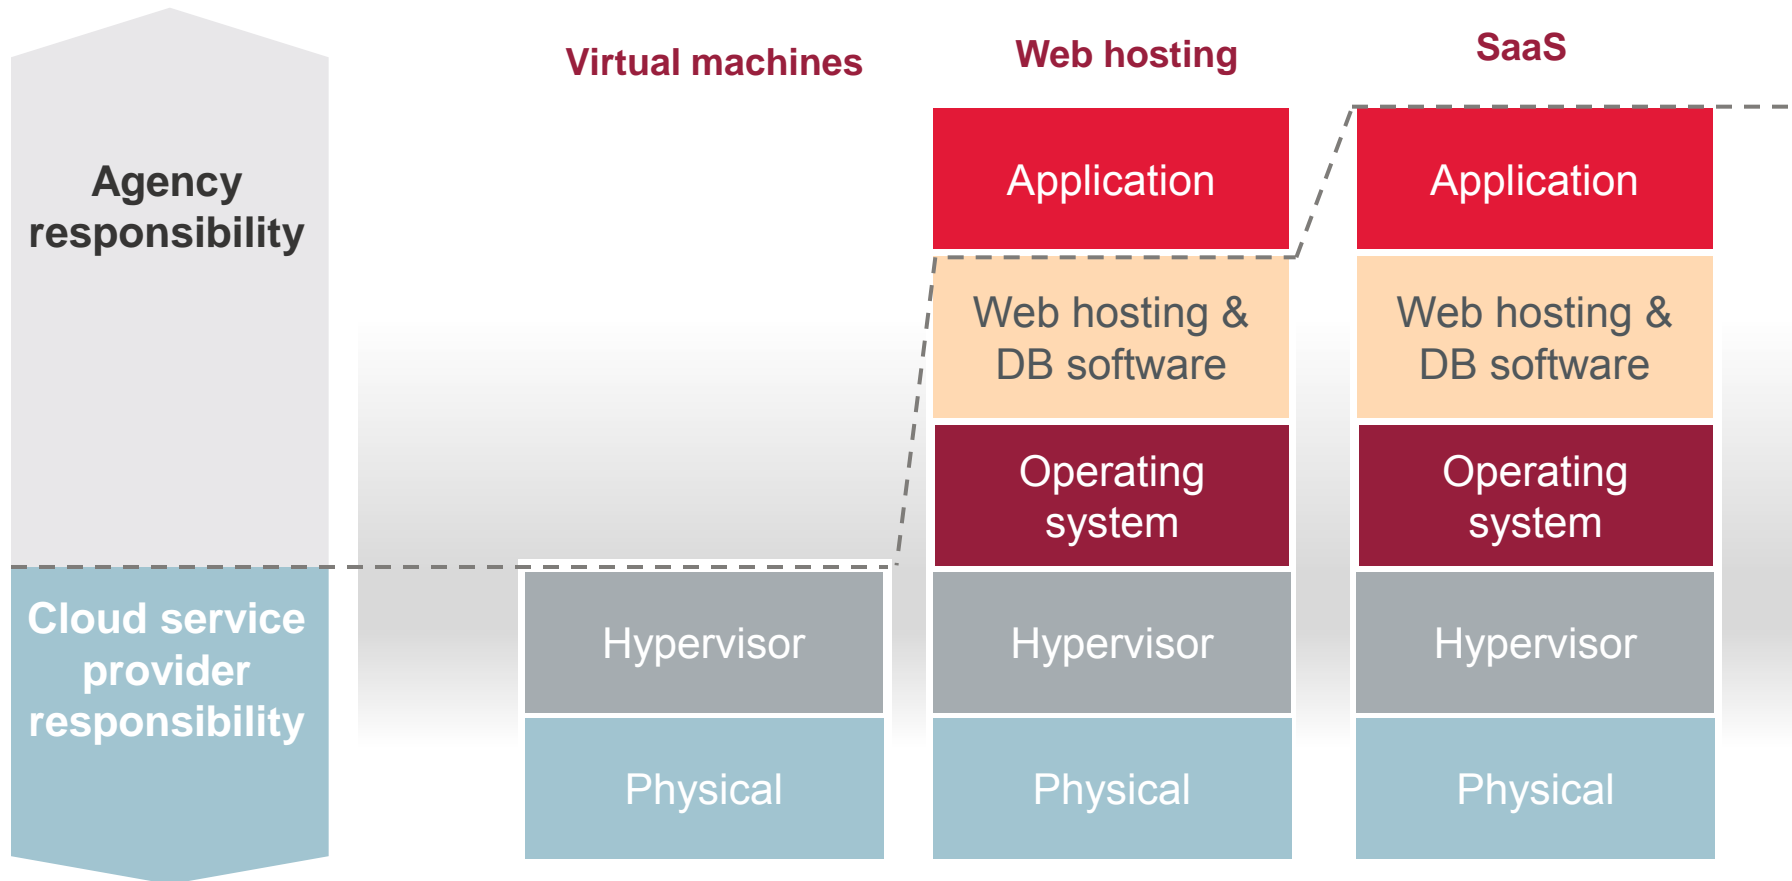 Agency
responsibility
Cloud service
provider
responsibility
Virtual machines
Hypervisor
Physical
Web hosting
Application
Web hosting &
DB software
Operating
system
Hypervisor
Physical
SaaS
Application
Web hosting &
DB software
Operating
system
Hypervisor
Physical